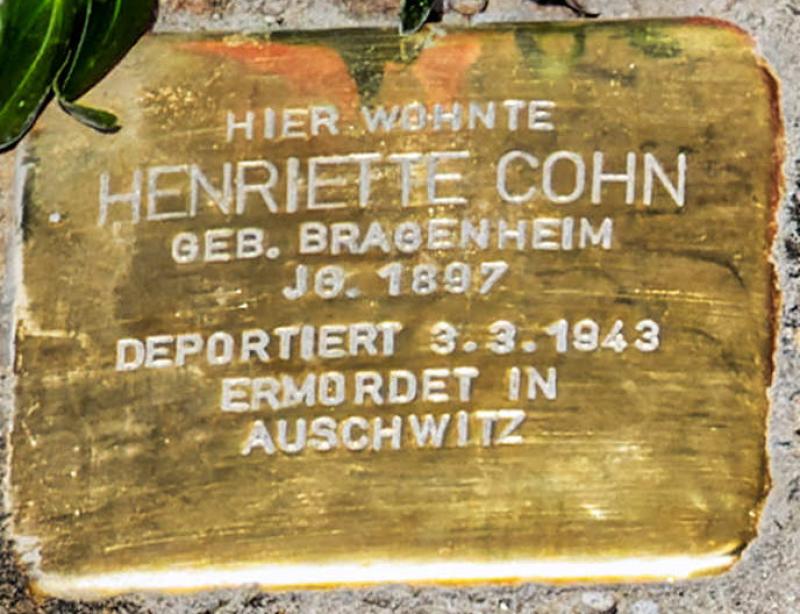 HIER WOHNTE
HENRIETTE COHN
GEB. BRAGENHEIM
JG. 1897
DEPORTIERT 3.3.1943
ERMORDET IN
AUSCHWITZ